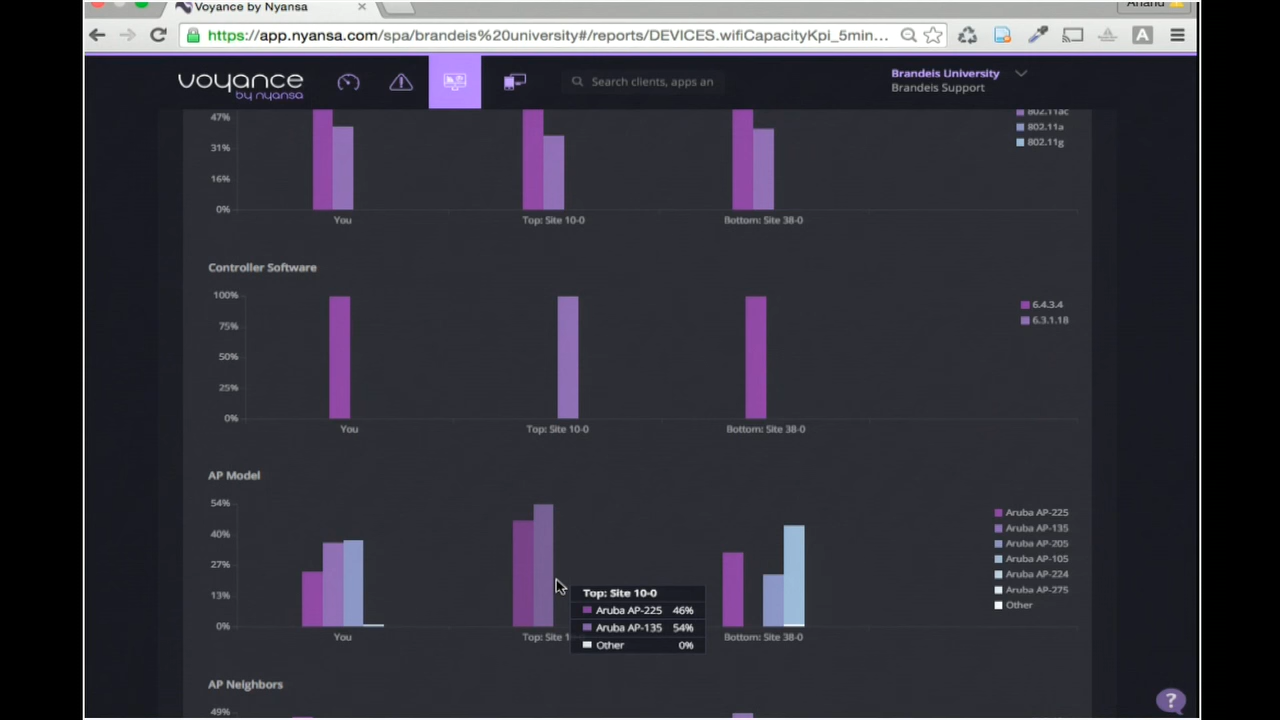 Voyance by Nyansa
Anand
https://app.nyansa.com/spa/brandeis%20university#/reports/DEVICES.wifiCapacityKpi_5min...
A
voyance
by nyansa
Search clients, apps an
Brandeis University
Brandeis Support
47%
31%
16%
0%
You
Top: Site 10-0
Bottom: Site 38-0
802.11ac
802.11a
802.11g
Controller Software
100%
75%
50%
25%
0%
You
Top: Site 10-0
Bottom: Site 38-0
6.4.3.4
6.3.1.18
AP Model
54%
40%
27%
13%
0%
You
Top: Site 1
Bottom: Site 38-0
Top: Site 10-0
Aruba AP-225 46%
Aruba AP-135 54%
Other 0%
Aruba AP-225
Aruba AP-135
Aruba AP-205
Aruba AP-105
Aruba AP-224
Aruba AP-275
Other
AP Neighbors
49%
?